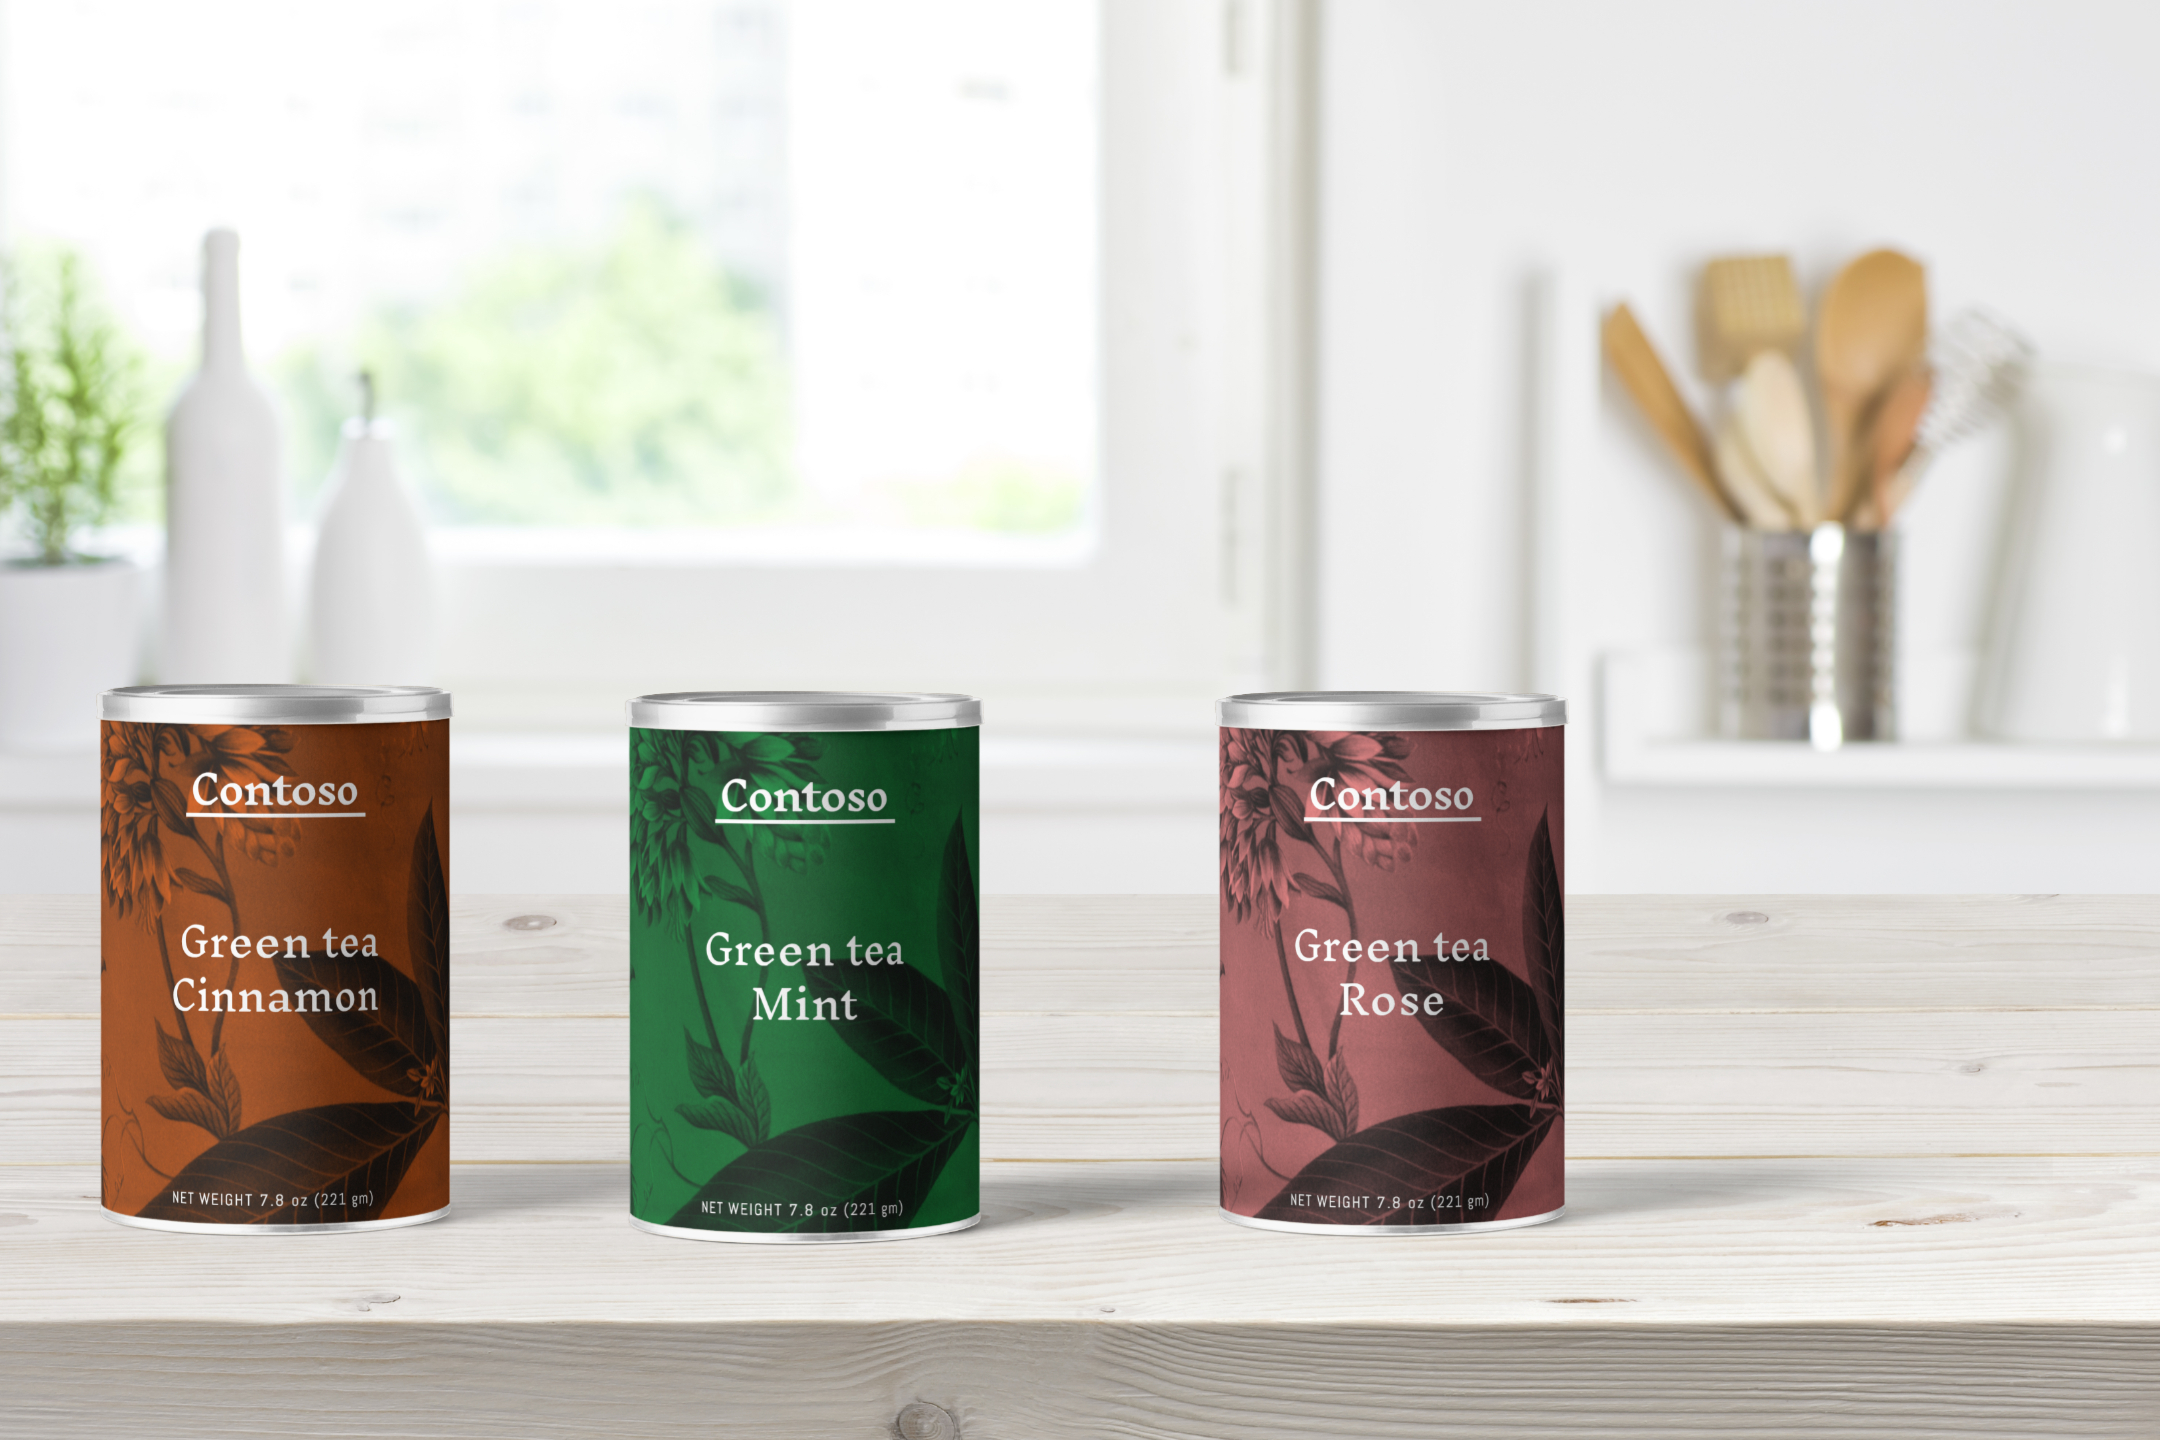 Contoso
Green tea
Cinnamon
NET WEIGHT 7.8 oz (221 gm)
Contoso
Green tea
Mint
NET WEIGHT 7.8 oz (221 gm)
Contoso
Green tea
Rose
NET WEIGHT 7.8 oz (221 gm)